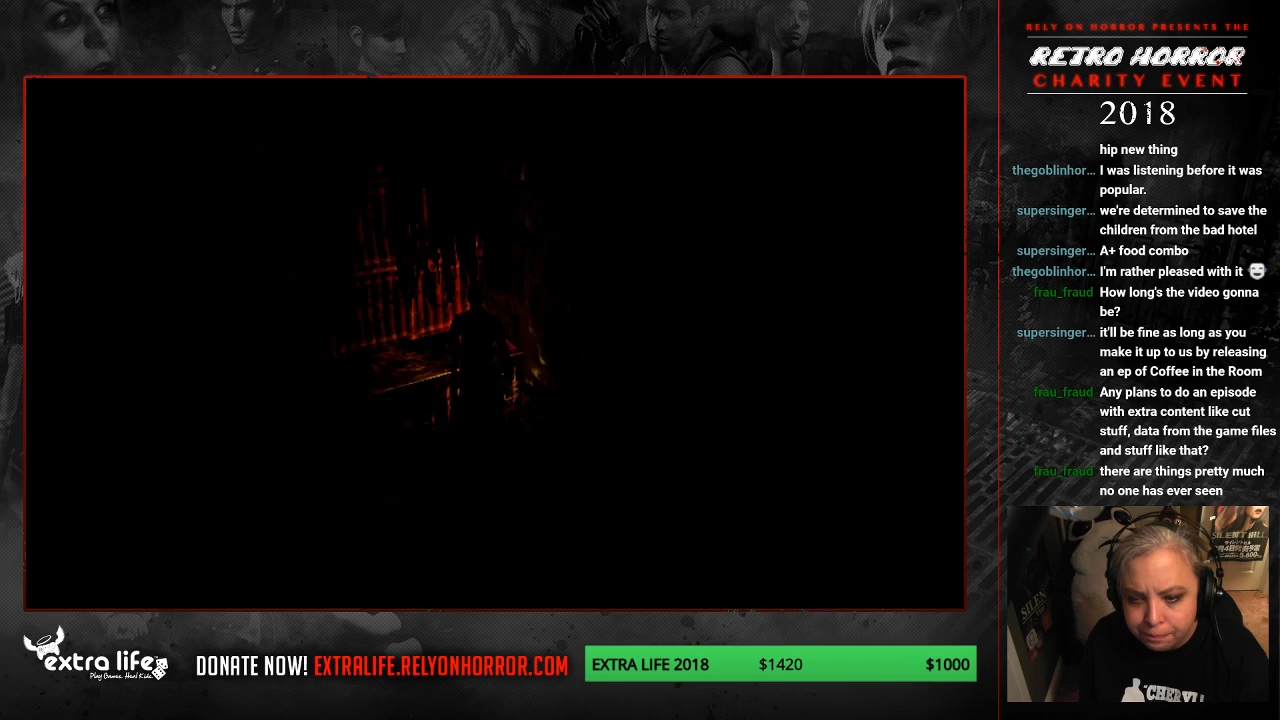 RELY ON HORROR PRESENTS THE
RETRO HORROR
CHARITY EVENT
2018
hip new thing
thegoblinhor... I was listening before it was
popular.
supersinger... we're determined to save the
children from the bad hotel
supersinger... A+ food combo
thegoblinhor... I'm rather pleased with it
frau_fraud How long's the video gonna
be?
supersinger... it'll be fine as long as you
make it up to us by releasing
an ep of Coffee in the Room
frau_fraud Any plans to do an episode
with extra content like cut
stuff, data from the game files
and stuff like that?
frau_fraud there are things pretty much
no one has ever seen
SILENT HILL
SILEN
CHERYL
extra life
Play Games. Heal Kids.
DONATE NOW! EXTRALIFE.RELYONHORROR.COM
EXTRA LIFE 2018 $1420 $1000